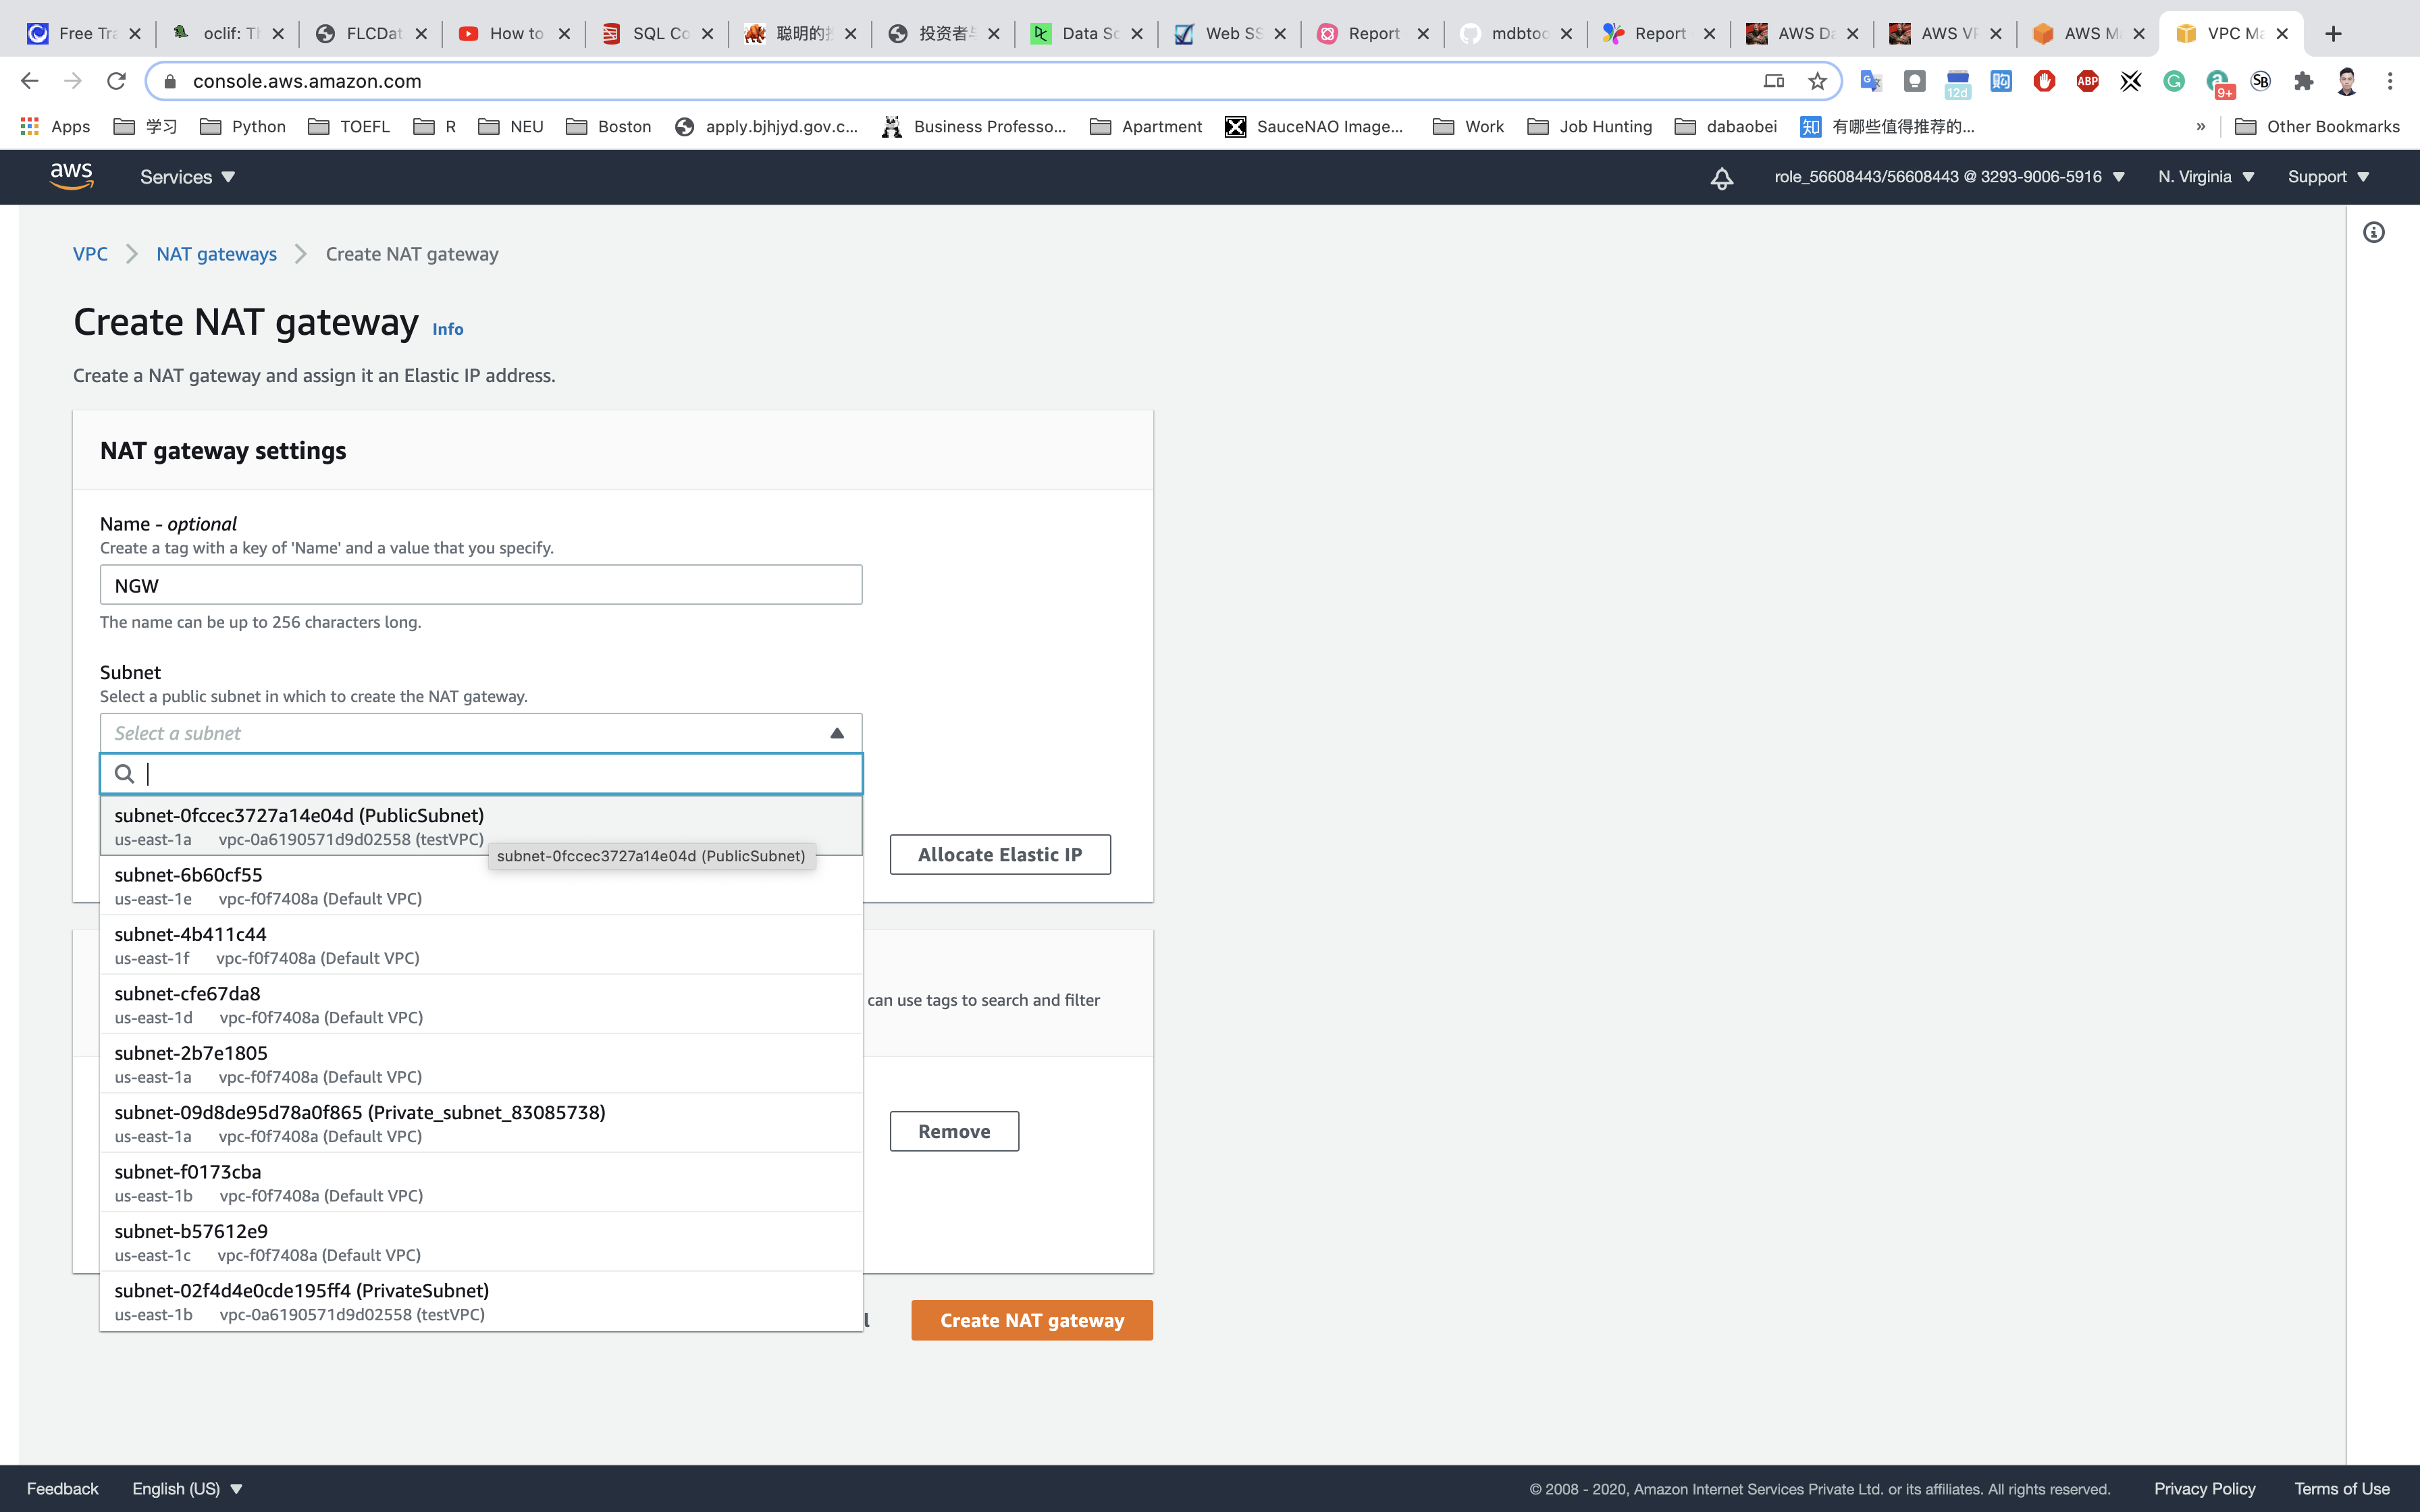 Free Tra
oclif: Th
FLCDat
How to
SQL Co
聪明的
投资者
Data Sc
Web SS
Report
mdbtoo
Report
AWS Da
AWS VP
AWS M
VPC Ma
console.aws.amazon.com
12d
ABP
9+
Apps
学习
Python
TOEFL
R
NEU
Boston
apply.bjhjyd.gov.c...
Business Professo...
Apartment
SauceNAO Image...
Work
Job Hunting
dabaobei
知 有哪些值得推荐的...
»
Other Bookmarks
aws
Services
role_56608443/56608443 @ 3293-9006-5916
N. Virginia
Support
VPC
NAT gateways
Create NAT gateway
Create NAT gateway Info
Create a NAT gateway and assign it an Elastic IP address.
NAT gateway settings
Name - optional
Create a tag with a key of 'Name' and a value that you specify.
NGW
The name can be up to 256 characters long.
Subnet
Select a public subnet in which to create the NAT gateway.
Select a subnet
subnet-0fccec3727a14e04d (PublicSubnet)
us-east-1a vpc-0a6190571d9d02558 (testVPC)
subnet-0fccec3727a14e04d (PublicSubnet)
Allocate Elastic IP
subnet-6b60cf55
us-east-1e vpc-f0f7408a (Default VPC)
subnet-4b411c44
us-east-1f vpc-f0f7408a (Default VPC)
can use tags to search and filter
subnet-cfe67da8
us-east-1d vpc-f0f7408a (Default VPC)
subnet-2b7e1805
us-east-1a vpc-f0f7408a (Default VPC)
subnet-09d8de95d78a0f865 (Private_subnet_83085738)
us-east-1a vpc-f0f7408a (Default VPC)
Remove
subnet-f0173cba
us-east-1b vpc-f0f7408a (Default VPC)
subnet-b57612e9
us-east-1c vpc-f0f7408a (Default VPC)
subnet-02f4d4e0cde195ff4 (PrivateSubnet)
us-east-1b vpc-0a6190571d9d02558 (testVPC)
Create NAT gateway
Feedback
English (US)
© 2008 - 2020, Amazon Internet Services Private Ltd. or its affiliates. All rights reserved.
Privacy Policy
Terms of Use